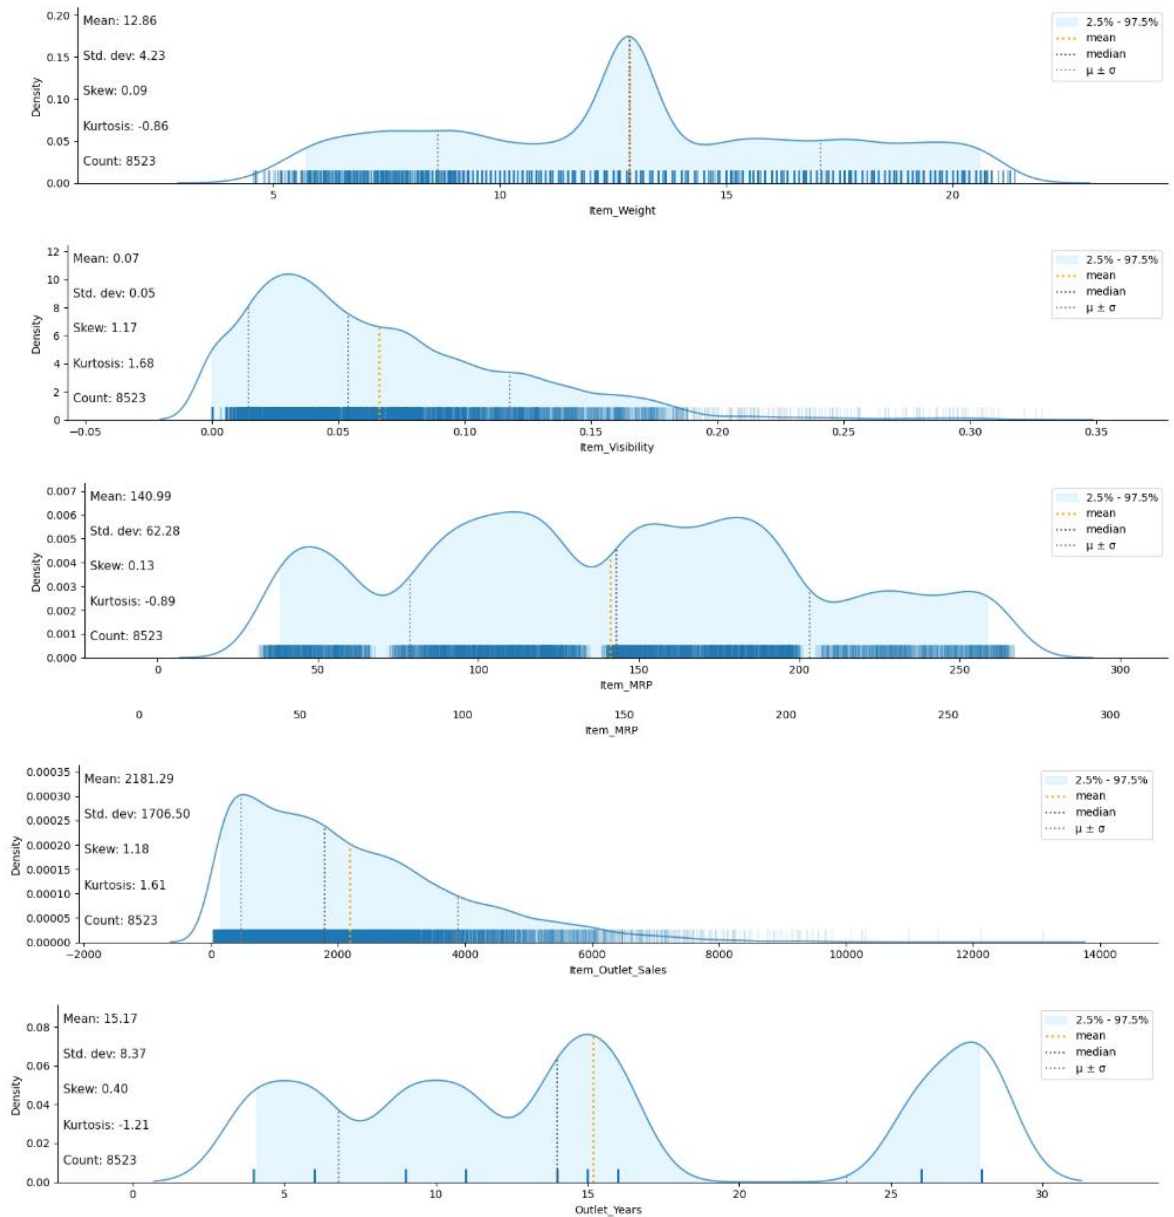 0.20
0.15
0.10
0.05
0.00
Density
Mean: 12.86
Std. dev: 4.23
Skew: 0.09
Kurtosis: -0.86
Count: 8523
2.5% - 97.5%
mean
median
μ ± σ
5 10 15 20
Item_Weight
12
10
8
6
4
2
0
Density
Mean: 0.07
Std. dev: 0.05
Skew: 1.17
Kurtosis: 1.68
Count: 8523
2.5% - 97.5%
mean
median
μ ± σ
−0.05 0.00 0.05 0.10 0.15 0.20 0.25 0.30 0.35
Item_Visibility
0.007
0.006
0.005
0.004
0.003
0.002
0.001
0.000
Density
Mean: 140.99
Std. dev: 62.28
Skew: 0.13
Kurtosis: -0.89
Count: 8523
2.5% - 97.5%
mean
median
μ ± σ
0 50 100 150 200 250 300
Item_MRP
0 50 100 150 200 250 300
Item_MRP
0.00035
0.00030
0.00025
0.00020
0.00015
0.00010
0.00005
0.00000
Density
Mean: 2181.29
Std. dev: 1706.50
Skew: 1.18
Kurtosis: 1.61
Count: 8523
2.5% - 97.5%
mean
median
μ ± σ
−2000 0 2000 4000 6000 8000 10000 12000 14000
Item_Outlet_Sales
0.08
0.06
0.04
0.02
0.00
Density
Mean: 15.17
Std. dev: 8.37
Skew: 0.40
Kurtosis: -1.21
Count: 8523
2.5% - 97.5%
mean
median
μ ± σ
0 5 10 15 20 25 30
Outlet_Years